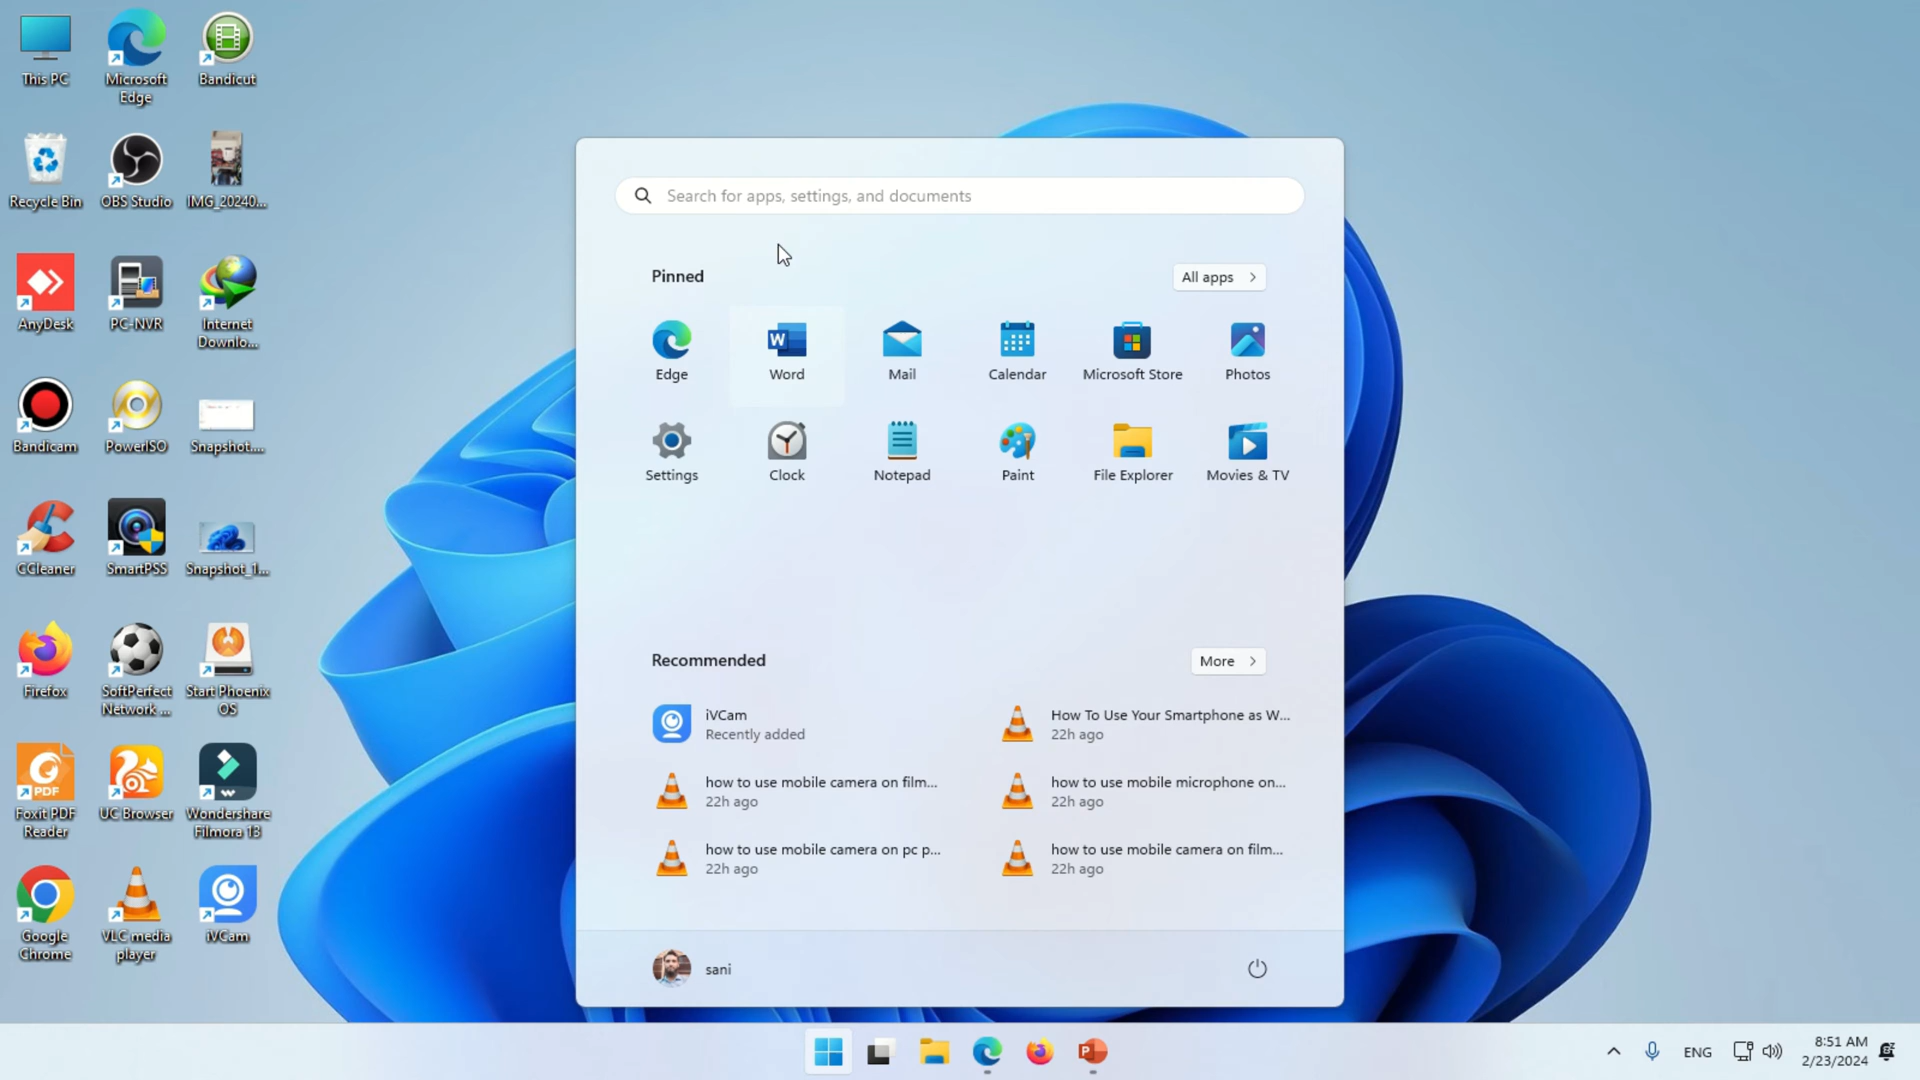 This PC
Microsoft
Edge
Bandicut
Recycle Bin
OBS Studio
IMG_20240...
AnyDesk
PC-NVR
Internet
Downlo...
Bandicam
PowerISO
Snapshot....
CCleaner
SmartPSS
Snapshot_1...
Firefox
SoftPerfect
Network ...
Start Phoenix
OS
PDF
Foxit PDF
Reader
UC Browser
Wondershare
Filmora 13
Google
Chrome
VLC media
player
iVCam
Search for apps, settings, and documents
Pinned
All apps
Edge
Word
Mail
Calendar
Microsoft Store
Photos
Settings
Clock
Notepad
Paint
File Explorer
Movies & TV
Recommended
More
iVCam
Recently added
How To Use Your Smartphone as W...
22h ago
how to use mobile camera on film...
22h ago
how to use mobile microphone on...
22h ago
how to use mobile camera on pc p...
22h ago
how to use mobile camera on film...
22h ago
sani
ENG
8:51 AM
2/23/2024